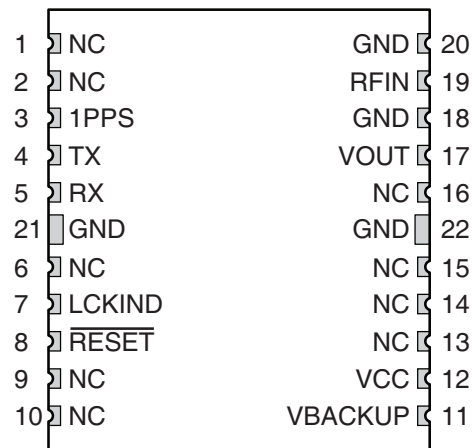 1 NC GND 20
2 NC RFIN 19
3 1PPS GND 18
4 TX VOUT 17
5 RX NC 16
21 GND GND 22
6 NC NC 15
7 LCKIND NC 14
8 RESET NC 13
9 NC VCC 12
10 NC VBACKUP 11